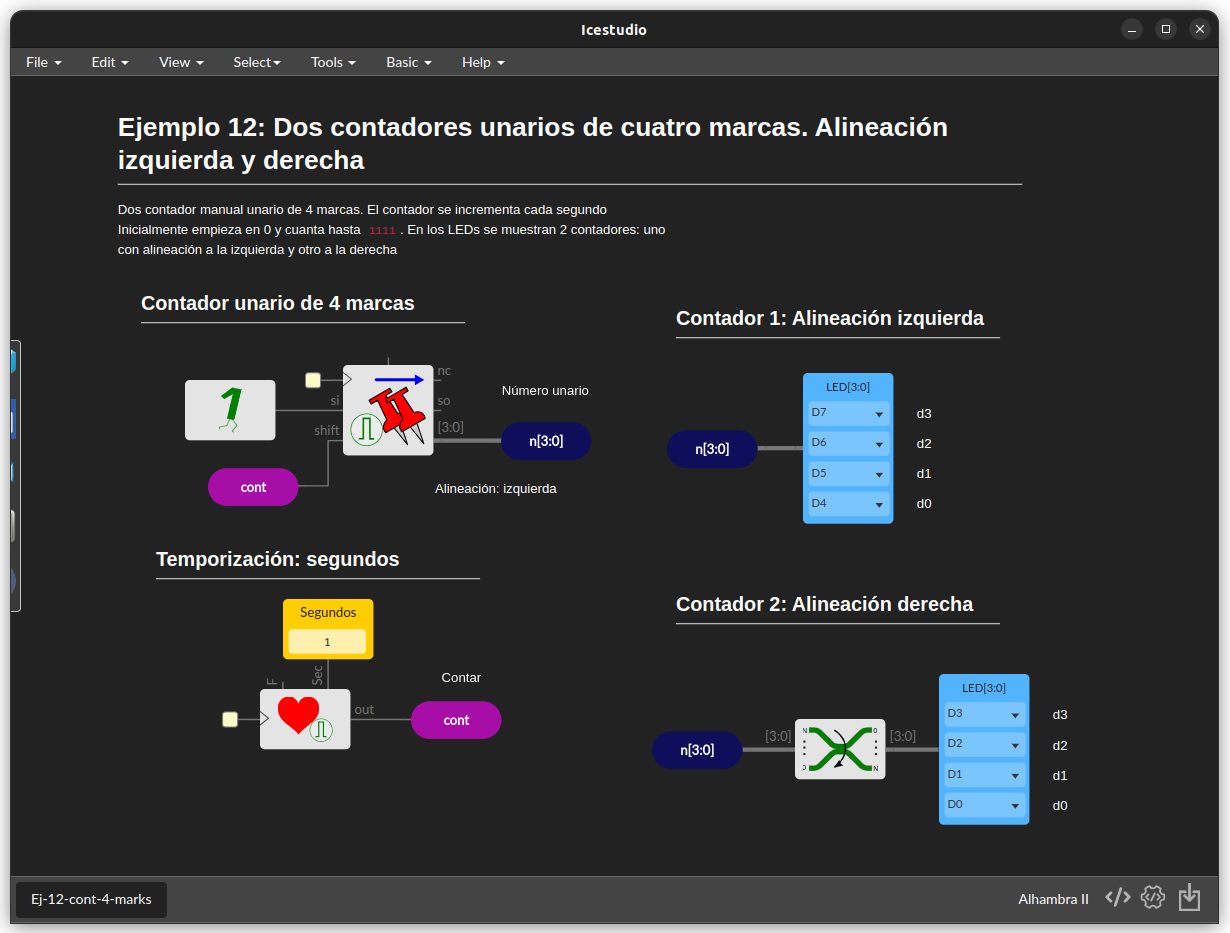 Icestudio
File Edit View Select Tools Basic Help
Ejemplo 12: Dos contadores unarios de cuatro marcas. Alineación
izquierda y derecha
Dos contador manual unario de 4 marcas. El contador se incrementa cada segundo
Inicialmente empieza en 0 y cuanta hasta 1111 . En los LEDs se muestran 2 contadores: uno
con alineación a la izquierda y otro a la derecha
Contador unario de 4 marcas
1
si
shift
nc
so
[3:0]
Número unario
n[3:0]
cont
Alineación: izquierda
Contador 1: Alineación izquierda
n[3:0]
LED[3:0]
D7 d3
D6 d2
D5 d1
D4 d0
Temporización: segundos
Segundos
1
F
Sec
out
Contar
cont
Contador 2: Alineación derecha
n[3:0]
[3:0]
N 0
0 N
[3:0]
LED[3:0]
D3 d3
D2 d2
D1 d1
D0 d0
Ej-12-cont-4-marks
Alhambra II </>